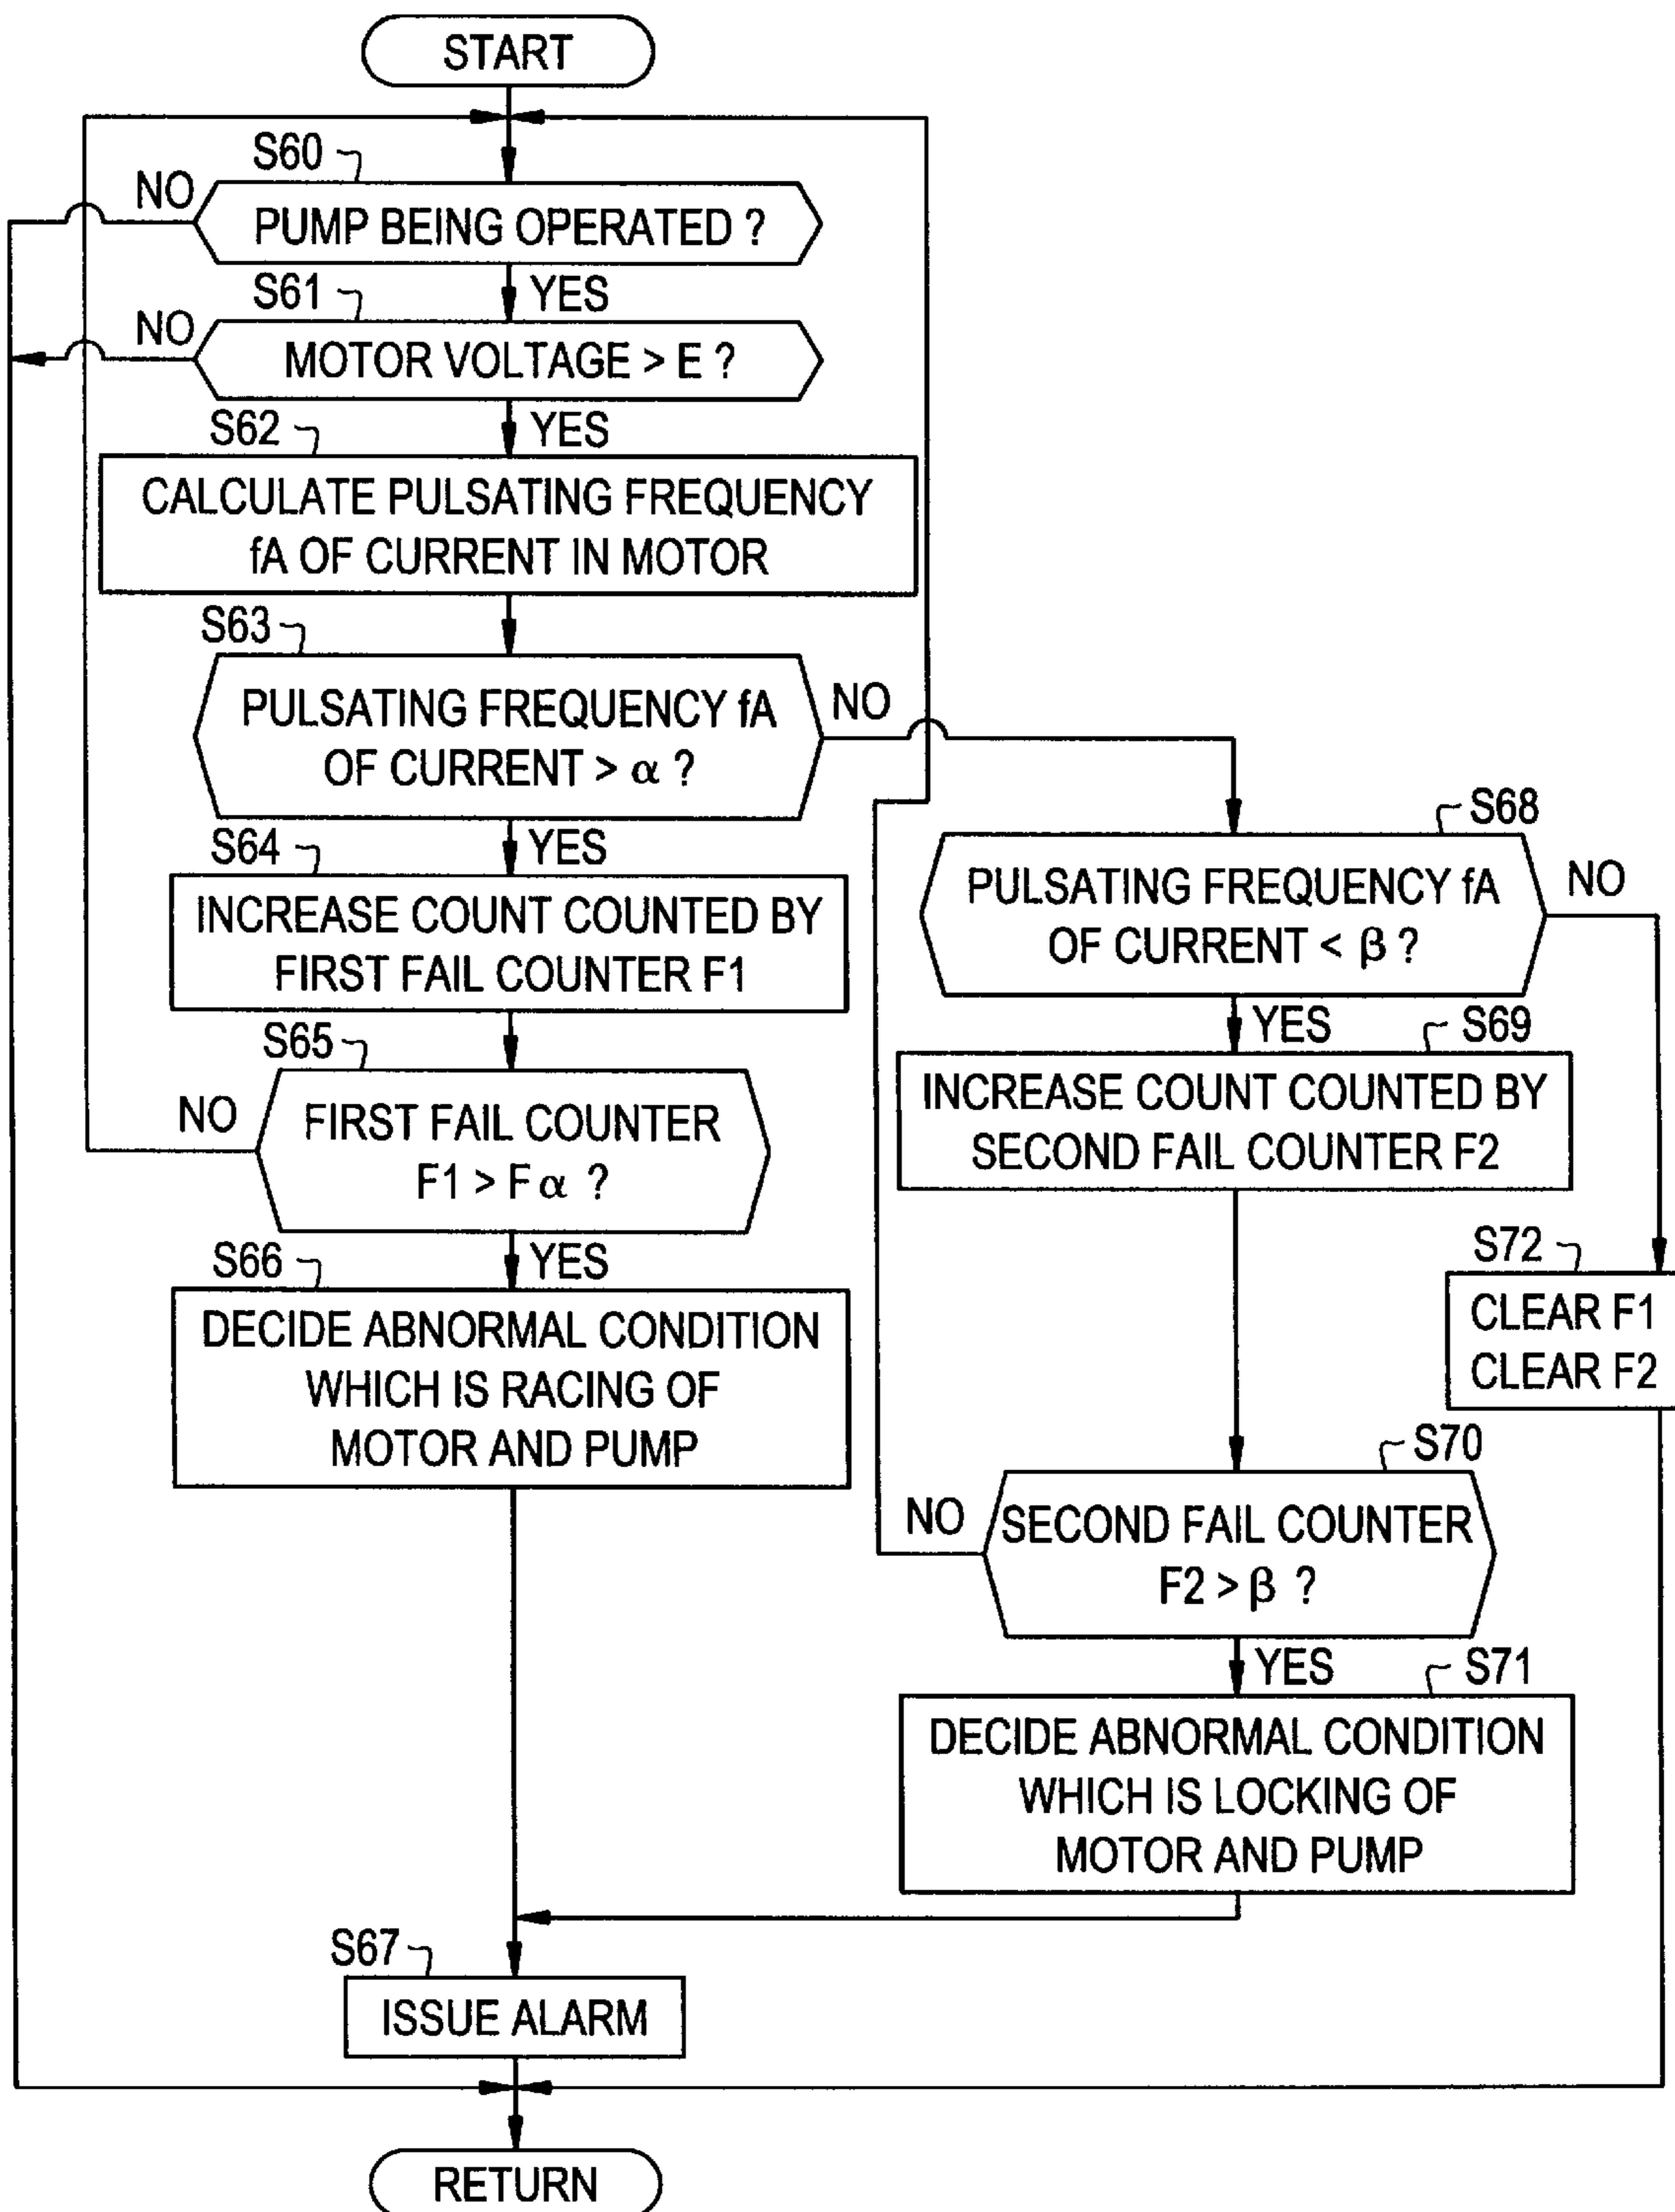 START
S60
NO
PUMP BEING OPERATED ?
S61
YES
NO
MOTOR VOLTAGE > E ?
S62
YES
CALCULATE PULSATING FREQUENCY
fA OF CURRENT IN MOTOR
S63
PULSATING FREQUENCY fA
OF CURRENT > α ?
NO
S64
YES
INCREASE COUNT COUNTED BY
FIRST FAIL COUNTER F1
S65
NO
FIRST FAIL COUNTER
F1 > F α ?
S66
YES
DECIDE ABNORMAL CONDITION
WHICH IS RACING OF
MOTOR AND PUMP
S68
PULSATING FREQUENCY fA
OF CURRENT < β ?
NO
YES
S69
INCREASE COUNT COUNTED BY
SECOND FAIL COUNTER F2
S72
CLEAR F1
CLEAR F2
S70
NO
SECOND FAIL COUNTER
F2 > β ?
YES
S71
DECIDE ABNORMAL CONDITION
WHICH IS LOCKING OF
MOTOR AND PUMP
S67
ISSUE ALARM
RETURN